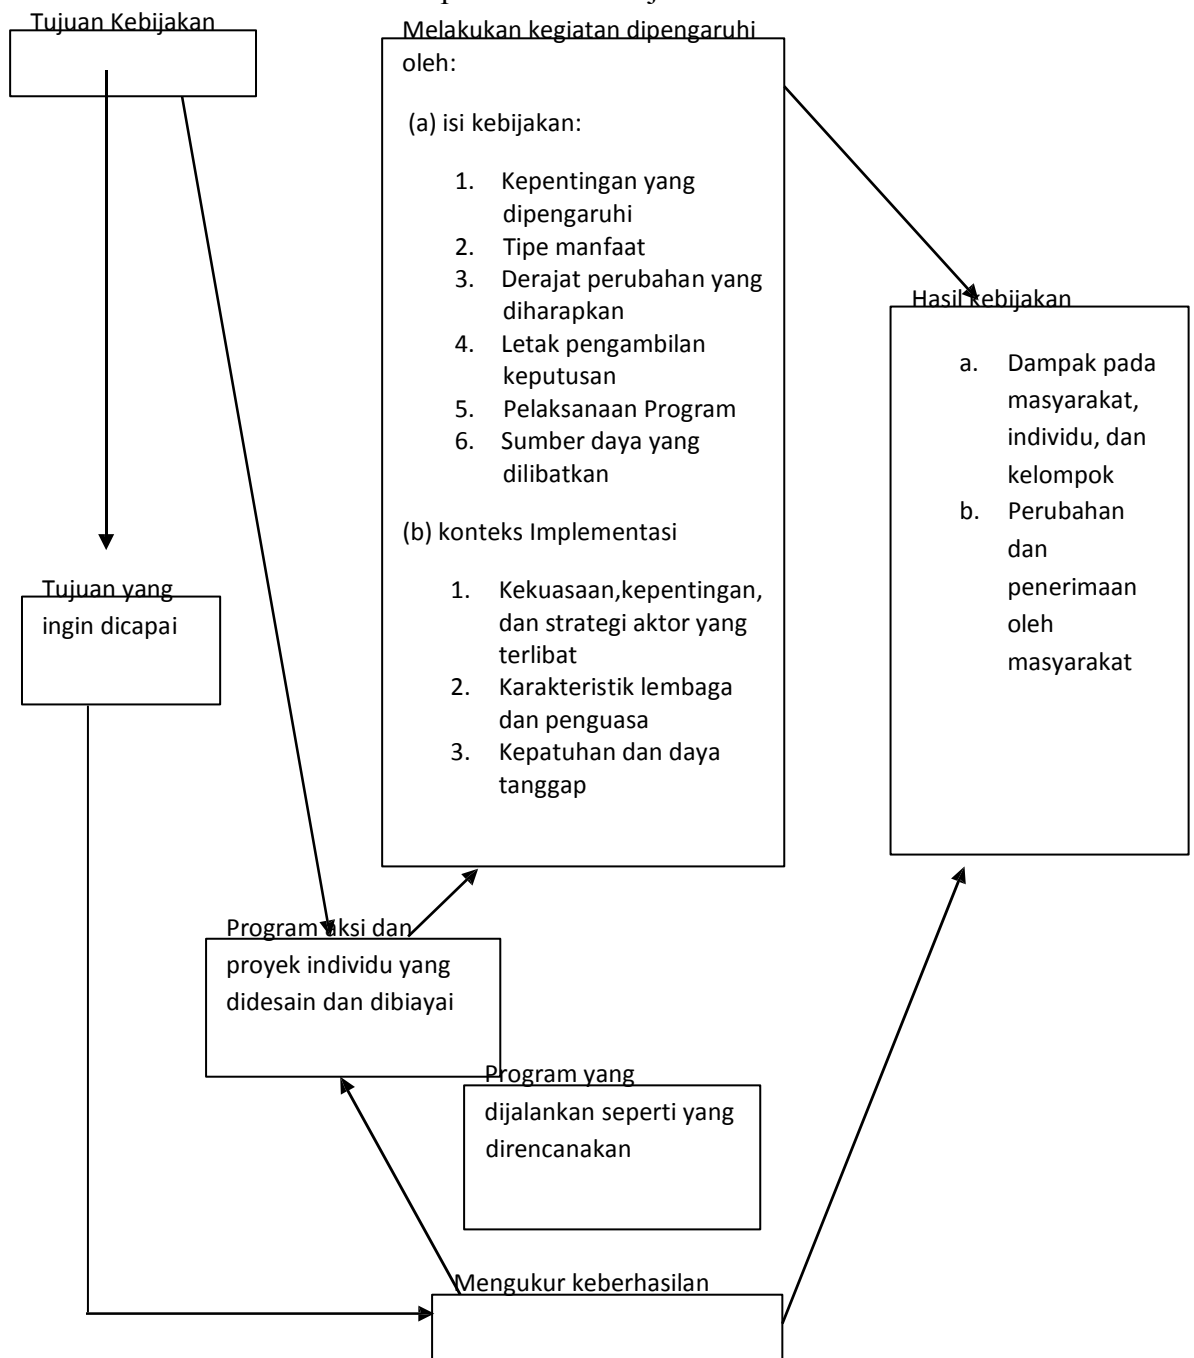 Tujuan Kebijakan
Melakukan kegiatan dipengaruhi
oleh:
(a) isi kebijakan:
1. Kepentingan yang
dipengaruhi
2. Tipe manfaat
3. Derajat perubahan yang
diharapkan
4. Letak pengambilan
keputusan
5. Pelaksanaan Program
6. Sumber daya yang
dilibatkan
(b) konteks Implementasi
1. Kekuasaan,kepentingan,
dan strategi aktor yang
terlibat
2. Karakteristik lembaga
dan penguasa
3. Kepatuhan dan daya
tanggap
Hasil kebijakan
a. Dampak pada
masyarakat,
individu, dan
kelompok
b. Perubahan
dan
penerimaan
oleh
masyarakat
Tujuan yang
ingin dicapai
Program aksi dan
proyek individu yang
didesain dan dibiayai
Program yang
dijalankan seperti yang
direncanakan
Mengukur keberhasilan